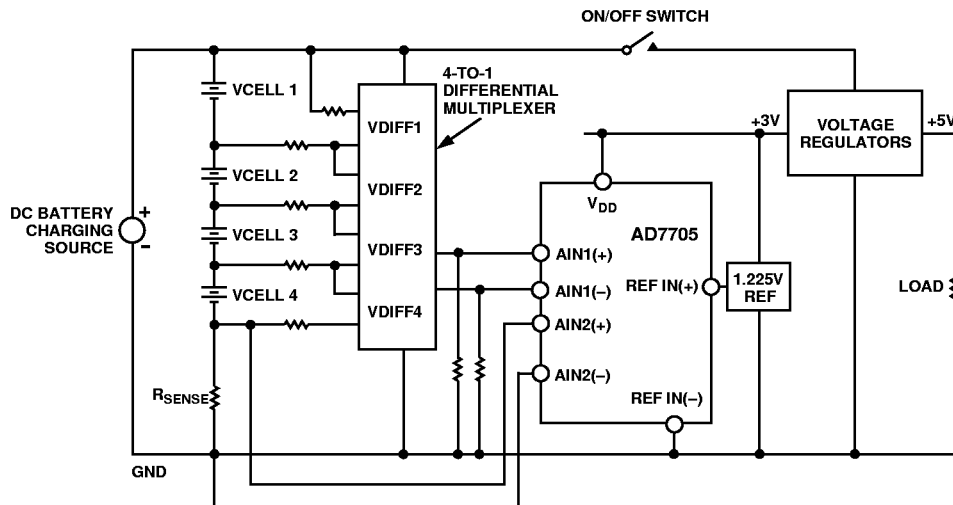 ON/OFF SWITCH
4-TO-1
DIFFERENTIAL
MULTIPLEXER
VCELL 1
VDIFF1
+3V
VOLTAGE
REGULATORS
+5V
VCELL 2
VDIFF2
VDD
DC BATTERY
CHARGING
SOURCE
+
−
VCELL 3
VDIFF3
AD7705
AIN1(+)
REF IN(+)
1.225V
REF
LOAD
VCELL 4
VDIFF4
AIN1(−)
AIN2(+)
AIN2(−)
RSENSE
REF IN(−)
GND